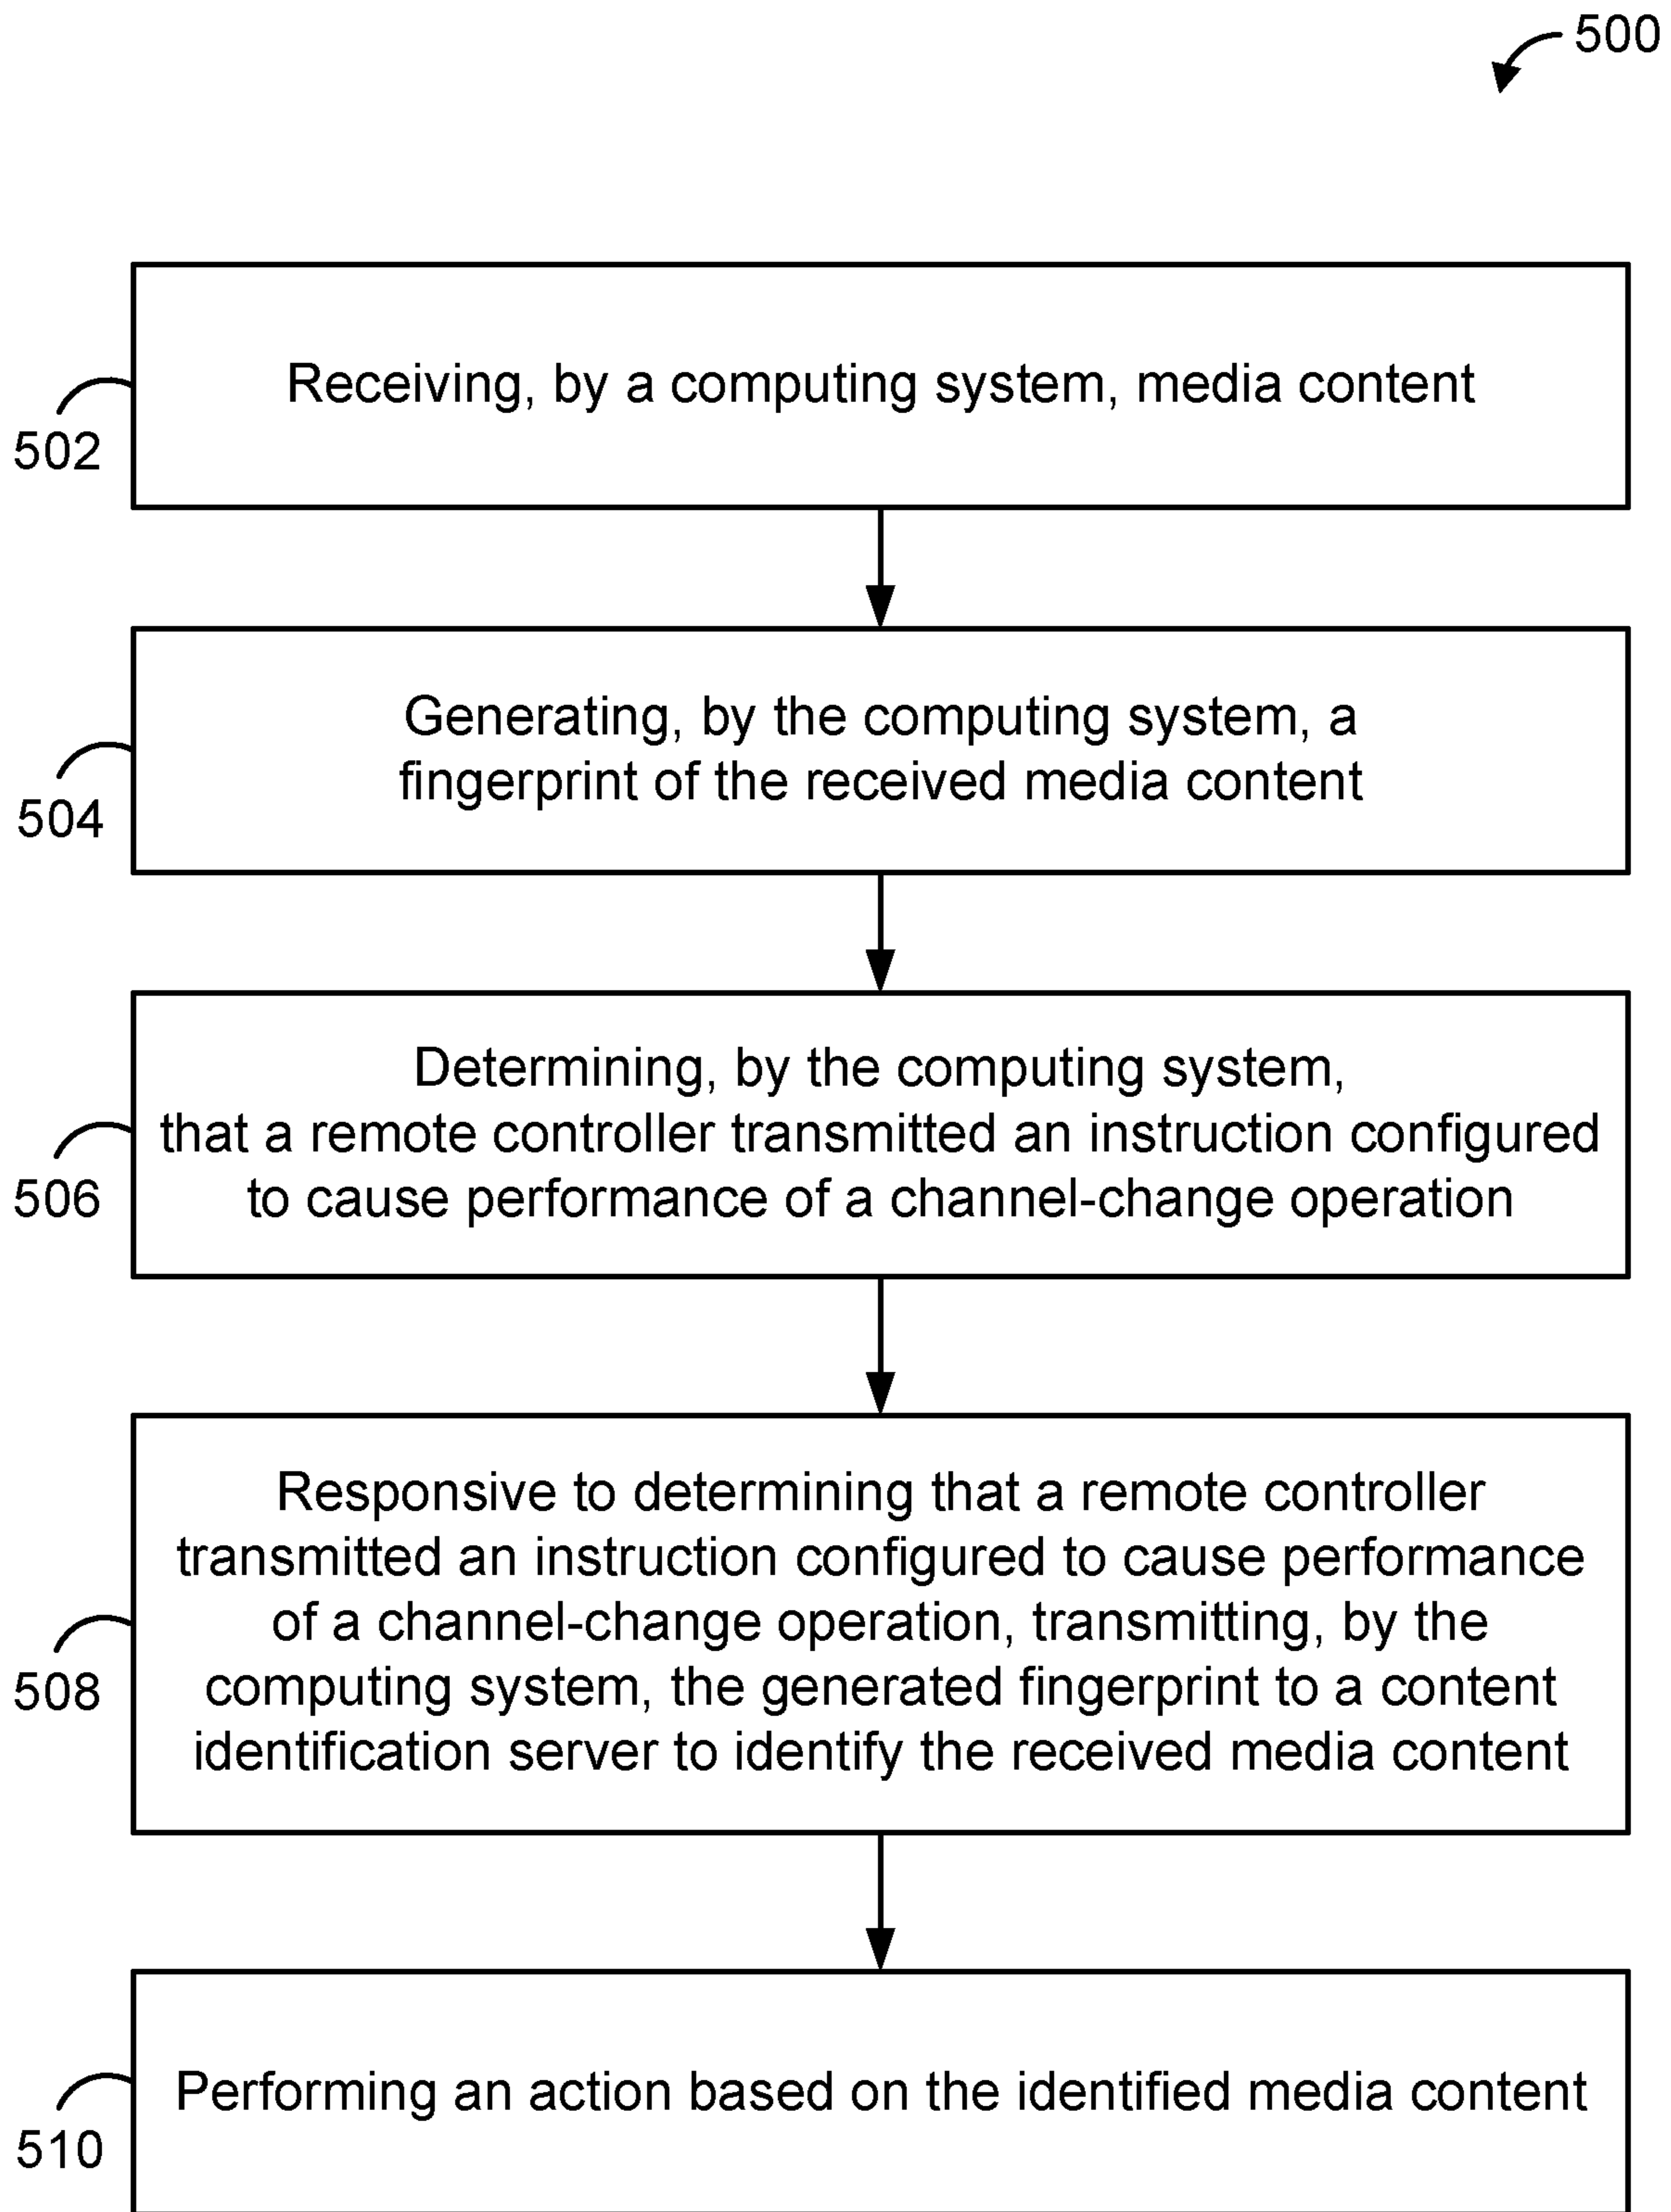 500
Receiving, by a computing system, media content
502
Generating, by the computing system, a
fingerprint of the received media content
504
Determining, by the computing system,
that a remote controller transmitted an instruction configured
to cause performance of a channel-change operation
506
Responsive to determining that a remote controller
transmitted an instruction configured to cause performance
of a channel-change operation, transmitting, by the
computing system, the generated fingerprint to a content
identification server to identify the received media content
508
Performing an action based on the identified media content
510